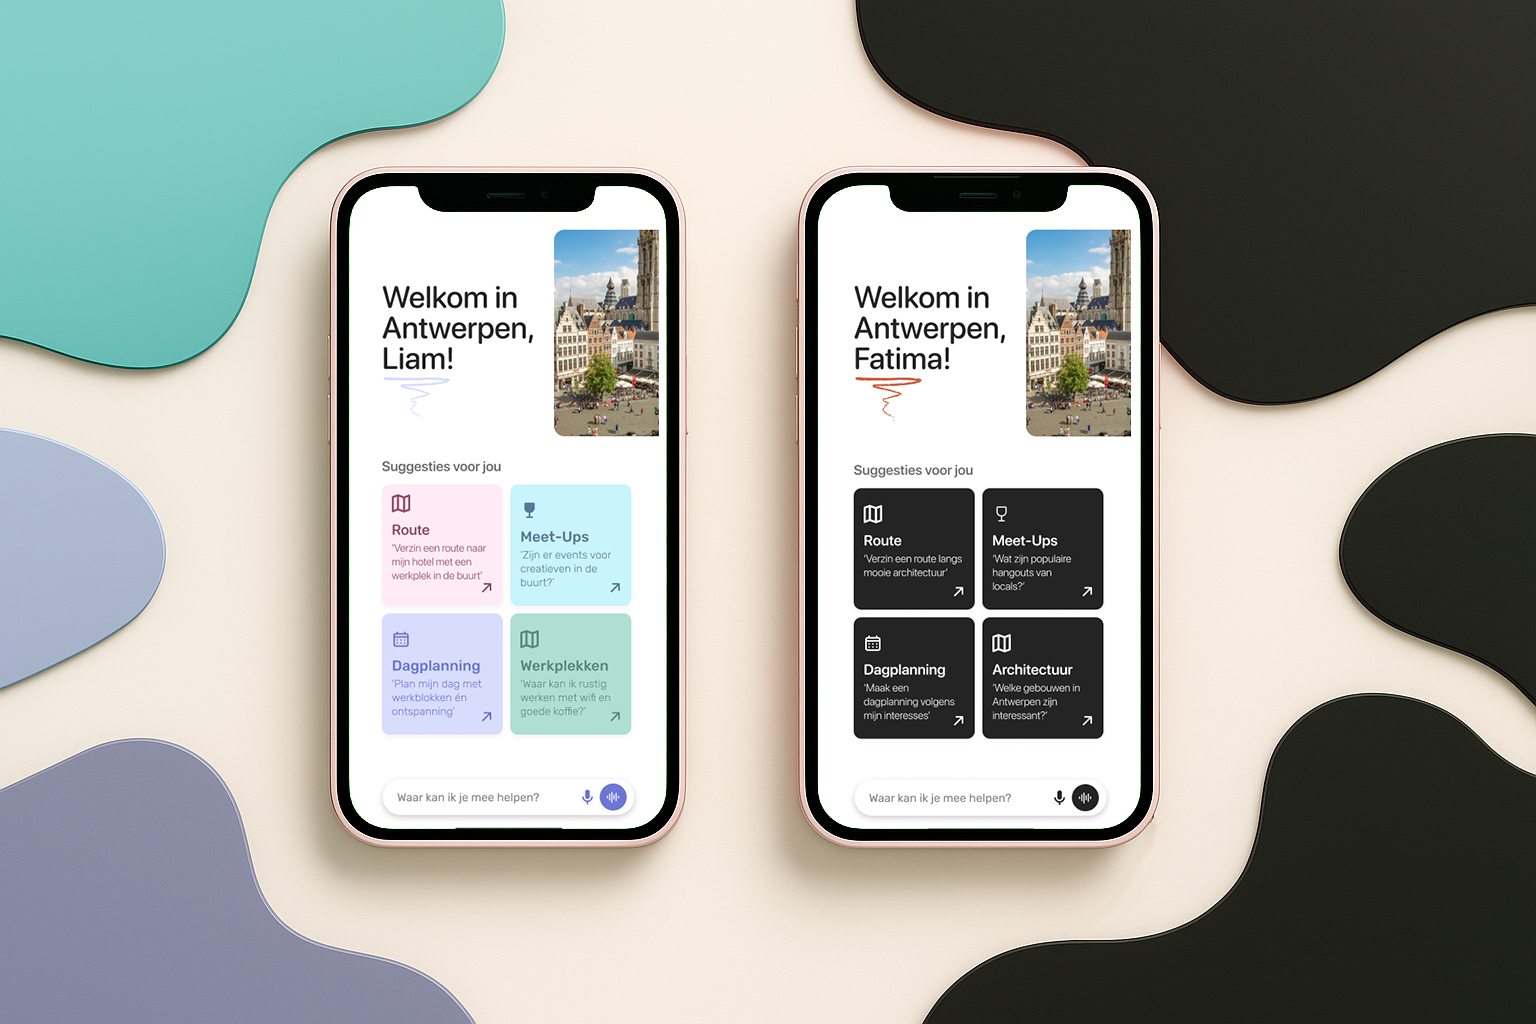 Welkom in
Antwerpen,
Liam!
Suggesties voor jou
Route
'Verzin een route naar
mijn hotel met een
werkplek in de buurt'
Meet-Ups
'Zijn er events voor
creatieven in de
buurt?'
Dagplanning
'Plan mijn dag met
werkblokken én
ontspanning'
Werkplekken
'Waar kan ik rustig
werken met wifi en
goede koffie?'
Waar kan ik je mee helpen?
Welkom in
Antwerpen,
Fatima!
Suggesties voor jou
Route
'Verzin een route langs
mooie architectuur'
Meet-Ups
'Wat zijn populaire
hangouts van
locals?'
Dagplanning
'Maak een
dagplanning volgens
mijn interesses'
Architectuur
'Welke gebouwen in
Antwerpen zijn
interessant?'
Waar kan ik je mee helpen?